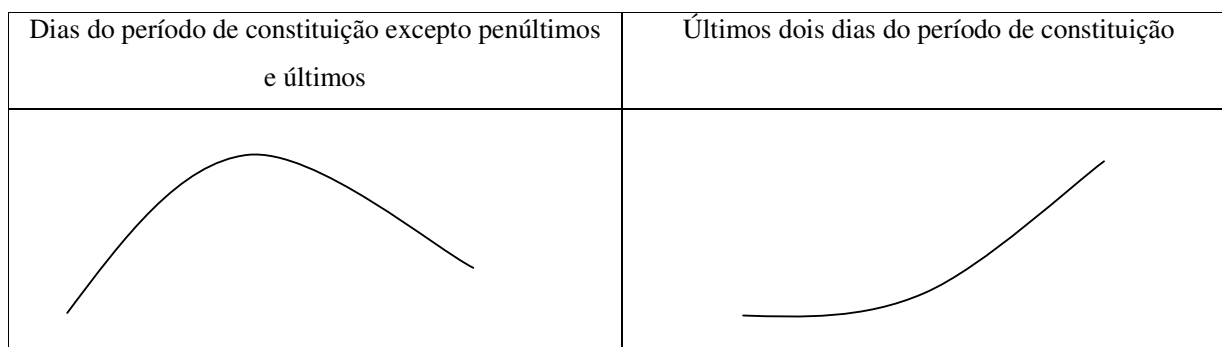 Dias do período de constituição excepto penúltimos
e últimos
Últimos dois dias do período de constituição